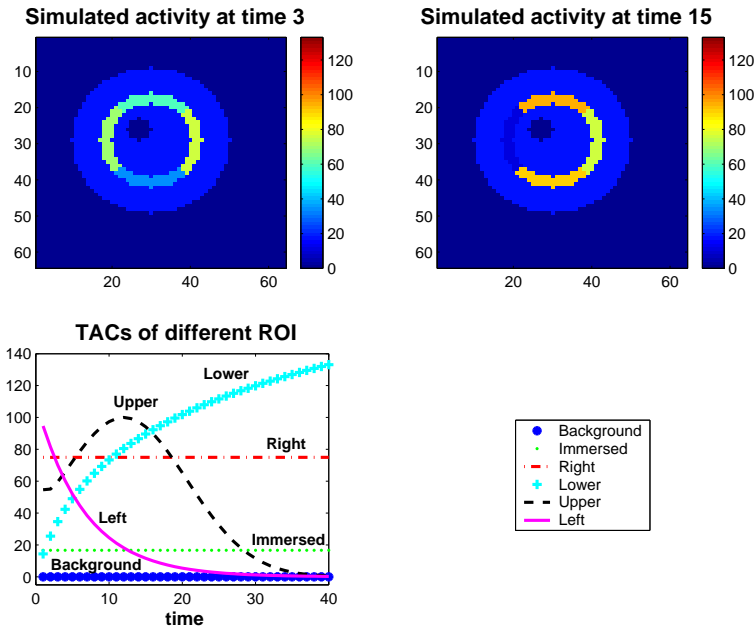 Simulated activity at time 3
10
20
30
40
50
60
20 40 60
120
100
80
60
40
20
0
Simulated activity at time 15
10
20
30
40
50
60
20 40 60
120
100
80
60
40
20
0
TACs of different ROI
140
120
100
80
60
40
20
0
Lower
Upper
Right
Left
Immersed
Background
0 10 20 30 40
time
Background
Immersed
Right
Lower
Upper
Left